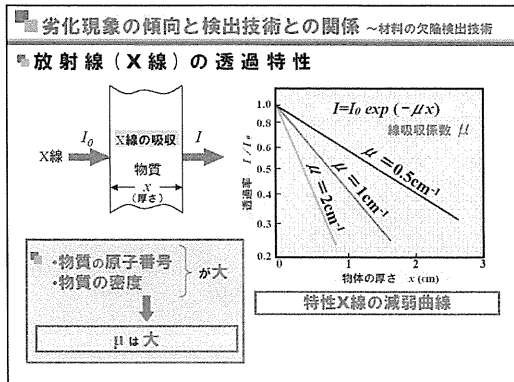 劣化現象の傾向と検出技術との関係 ～材料の欠陥検出技術
放射線（X線）の透過特性
X線
I₀
X線の吸収
I
物質
x
(厚さ)
・物質の原子番号
・物質の密度
が大
μは大
I=I₀ exp (-μx)
線吸収係数 μ
μ=0.5cm⁻¹
μ=1cm⁻¹
μ=2cm⁻¹
透過率 I/I₀
1.0
0.8
0.6
0.5
0.4
0.3
0.2
0
1
2
3
物体の厚さ x (cm)
特性X線の減弱曲線